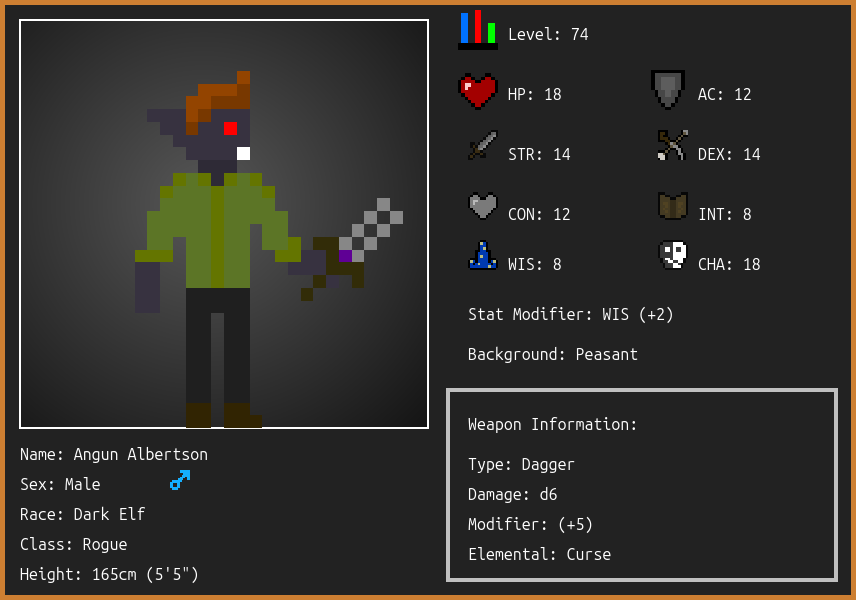 Level: 74
HP: 18
AC: 12
STR: 14
DEX: 14
CON: 12
INT: 8
WIS: 8
CHA: 18
Stat Modifier: WIS (+2)
Background: Peasant
Weapon Information:
Type: Dagger
Damage: d6
Modifier: (+5)
Elemental: Curse
Name: Angun Albertson
Sex: Male
Race: Dark Elf
Class: Rogue
Height: 165cm (5'5")